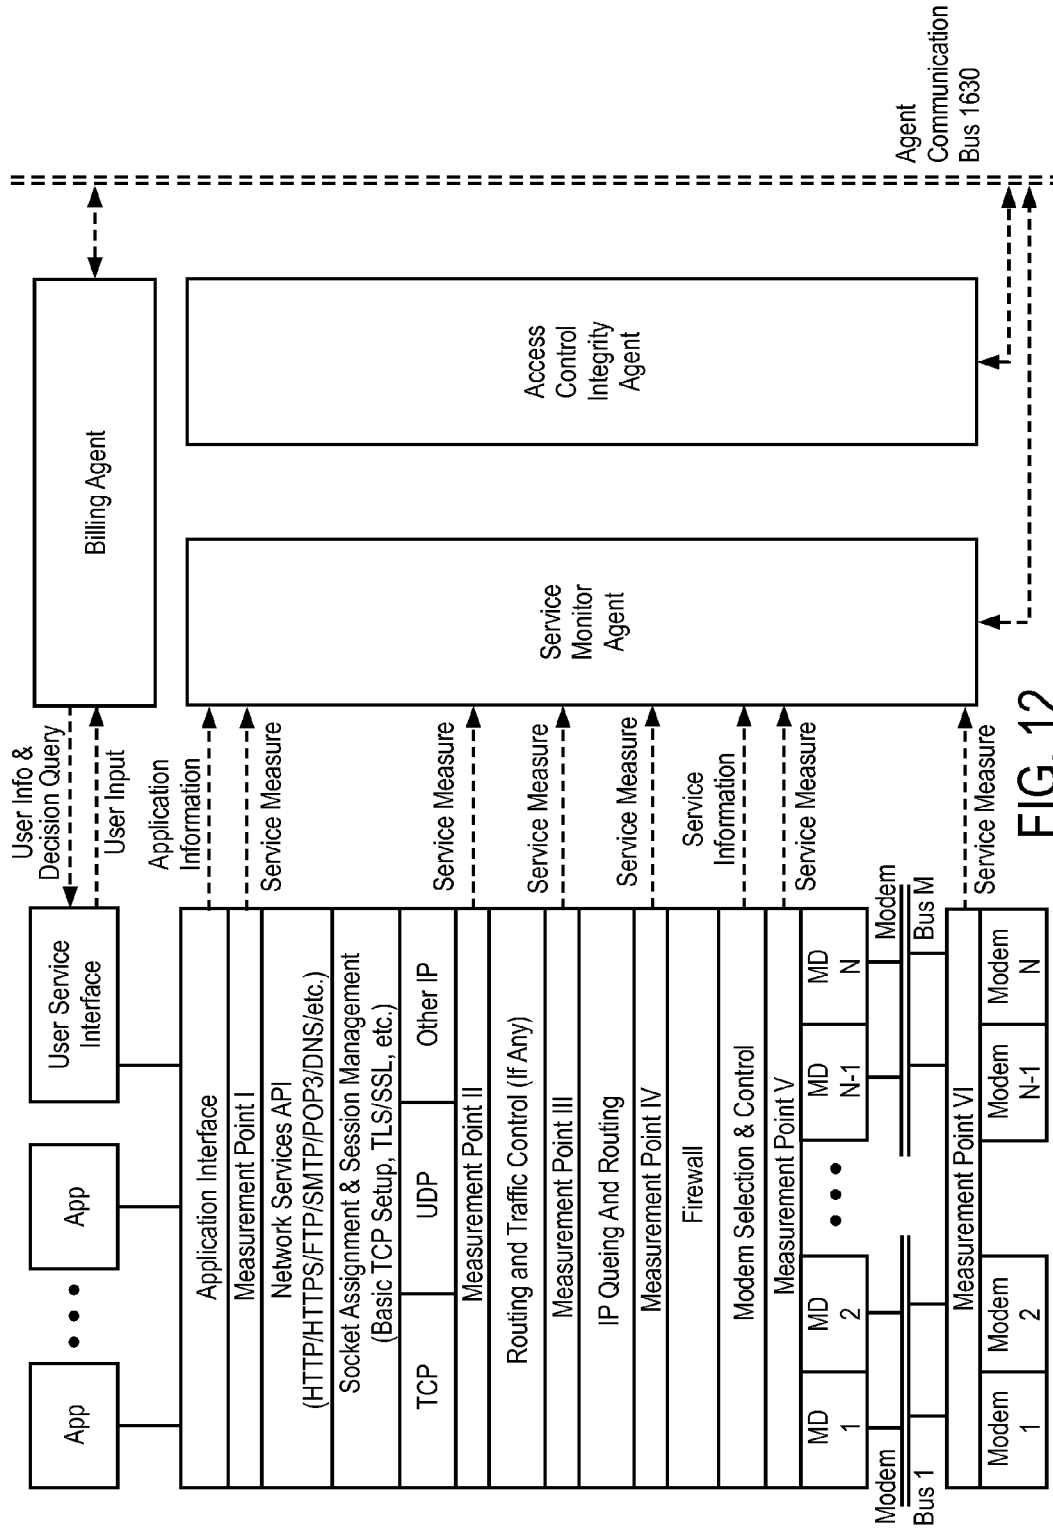 User Info &
Decision Query
User Input
Billing Agent
App
App
User Service
Interface
Application Interface
Application
Information
Measurement Point I
Service Measure
Network Services API
(HTTP/HTTPS/FTP/SMTP/POP3/DNS/etc.)
Socket Assignment & Session Management
(Basic TCP Setup, TLS/SSL, etc.)
TCP
UDP
Other IP
Measurement Point II
Service Measure
Routing and Traffic Control (If Any)
Measurement Point III
Service Measure
IP Queing And Routing
Measurement Point IV
Service Measure
Firewall
Modem Selection & Control
Service
Information
Measurement Point V
Service Measure
MD
1
MD
2
MD
N-1
MD
N
Modem
Bus 1
Modem
Bus M
Measurement Point VI
Service Measure
Modem
1
Modem
2
Modem
N-1
Modem
N
Service
Monitor
Agent
Access
Control
Integrity
Agent
Agent
Communication
Bus 1630
FIG. 12